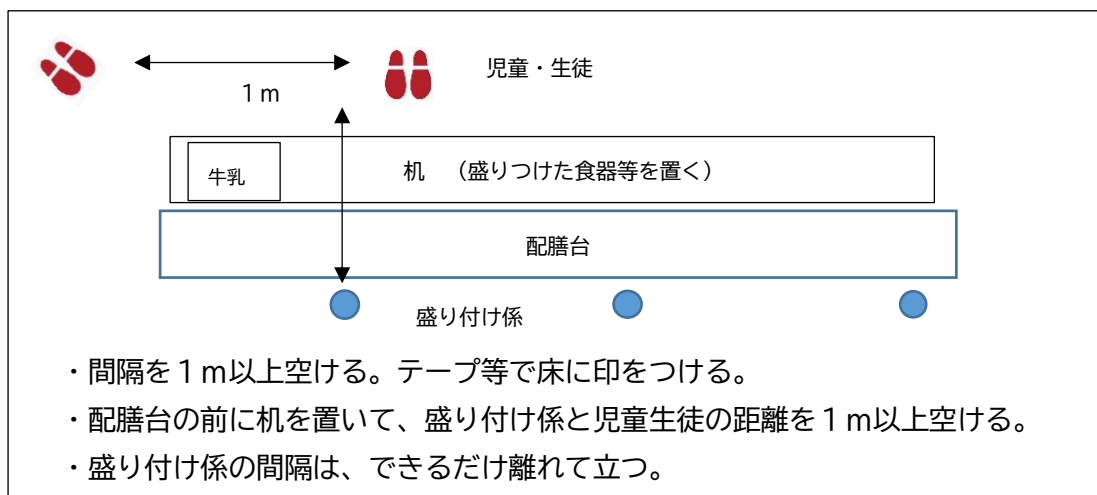 児童・生徒
１ｍ
牛乳
机　（盛りつけた食器等を置く）
配膳台
盛り付け係
・間隔を１ｍ以上空ける。テープ等で床に印をつける。
・配膳台の前に机を置いて、盛り付け係と児童生徒の距離を１ｍ以上空ける。
・盛り付け係の間隔は、できるだけ離れて立つ。